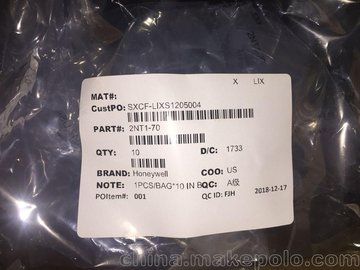 X LIX
MAT#:
CustPO: SXCF-LIXS1205004
PART#: 2NT1-70
QTY: 10 D/C: 1733
BRAND: Honeywell COO: US
NOTE: 1PCS/BAG*10 IN B QC: A级
POItem#: 001 QC ID: FJH 2018-12-17
china.makepolo.com